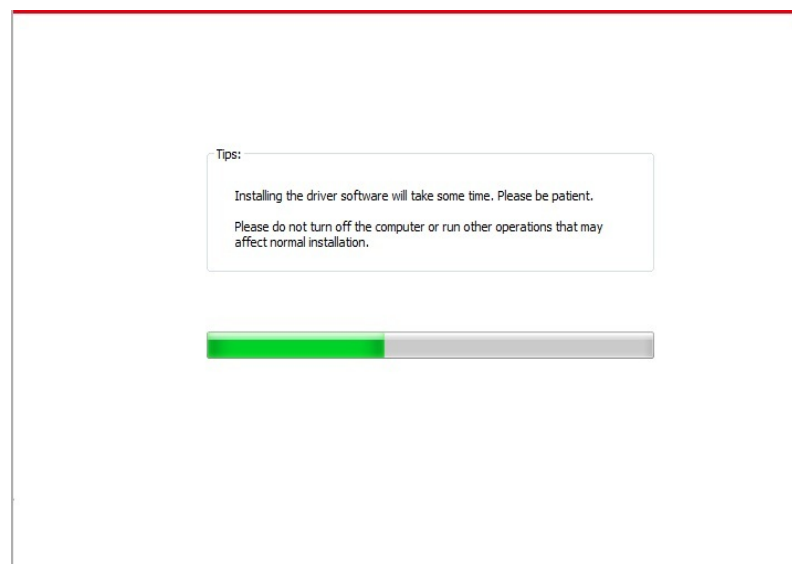 Tips:
Installing the driver software will take some time. Please be patient.
Please do not turn off the computer or run other operations that may
affect normal installation.